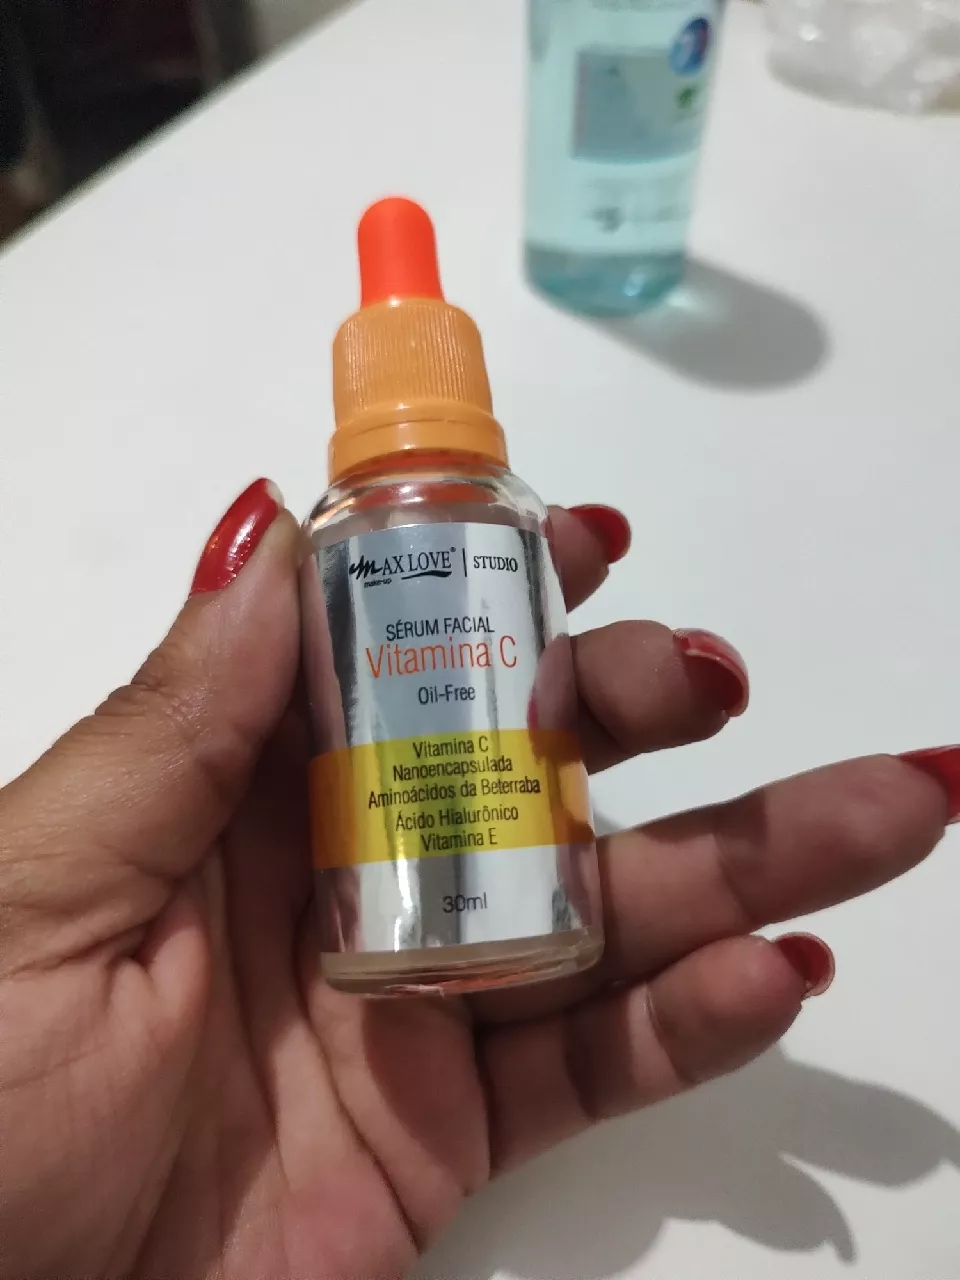 MAX LOVE® | STUDIO
make-up
SÉRUM FACIAL
Vitamina C
Oil-Free
Vitamina C
Nanoencapsulada
Aminoácidos da Beterraba
Ácido Hialurônico
Vitamina E
30ml